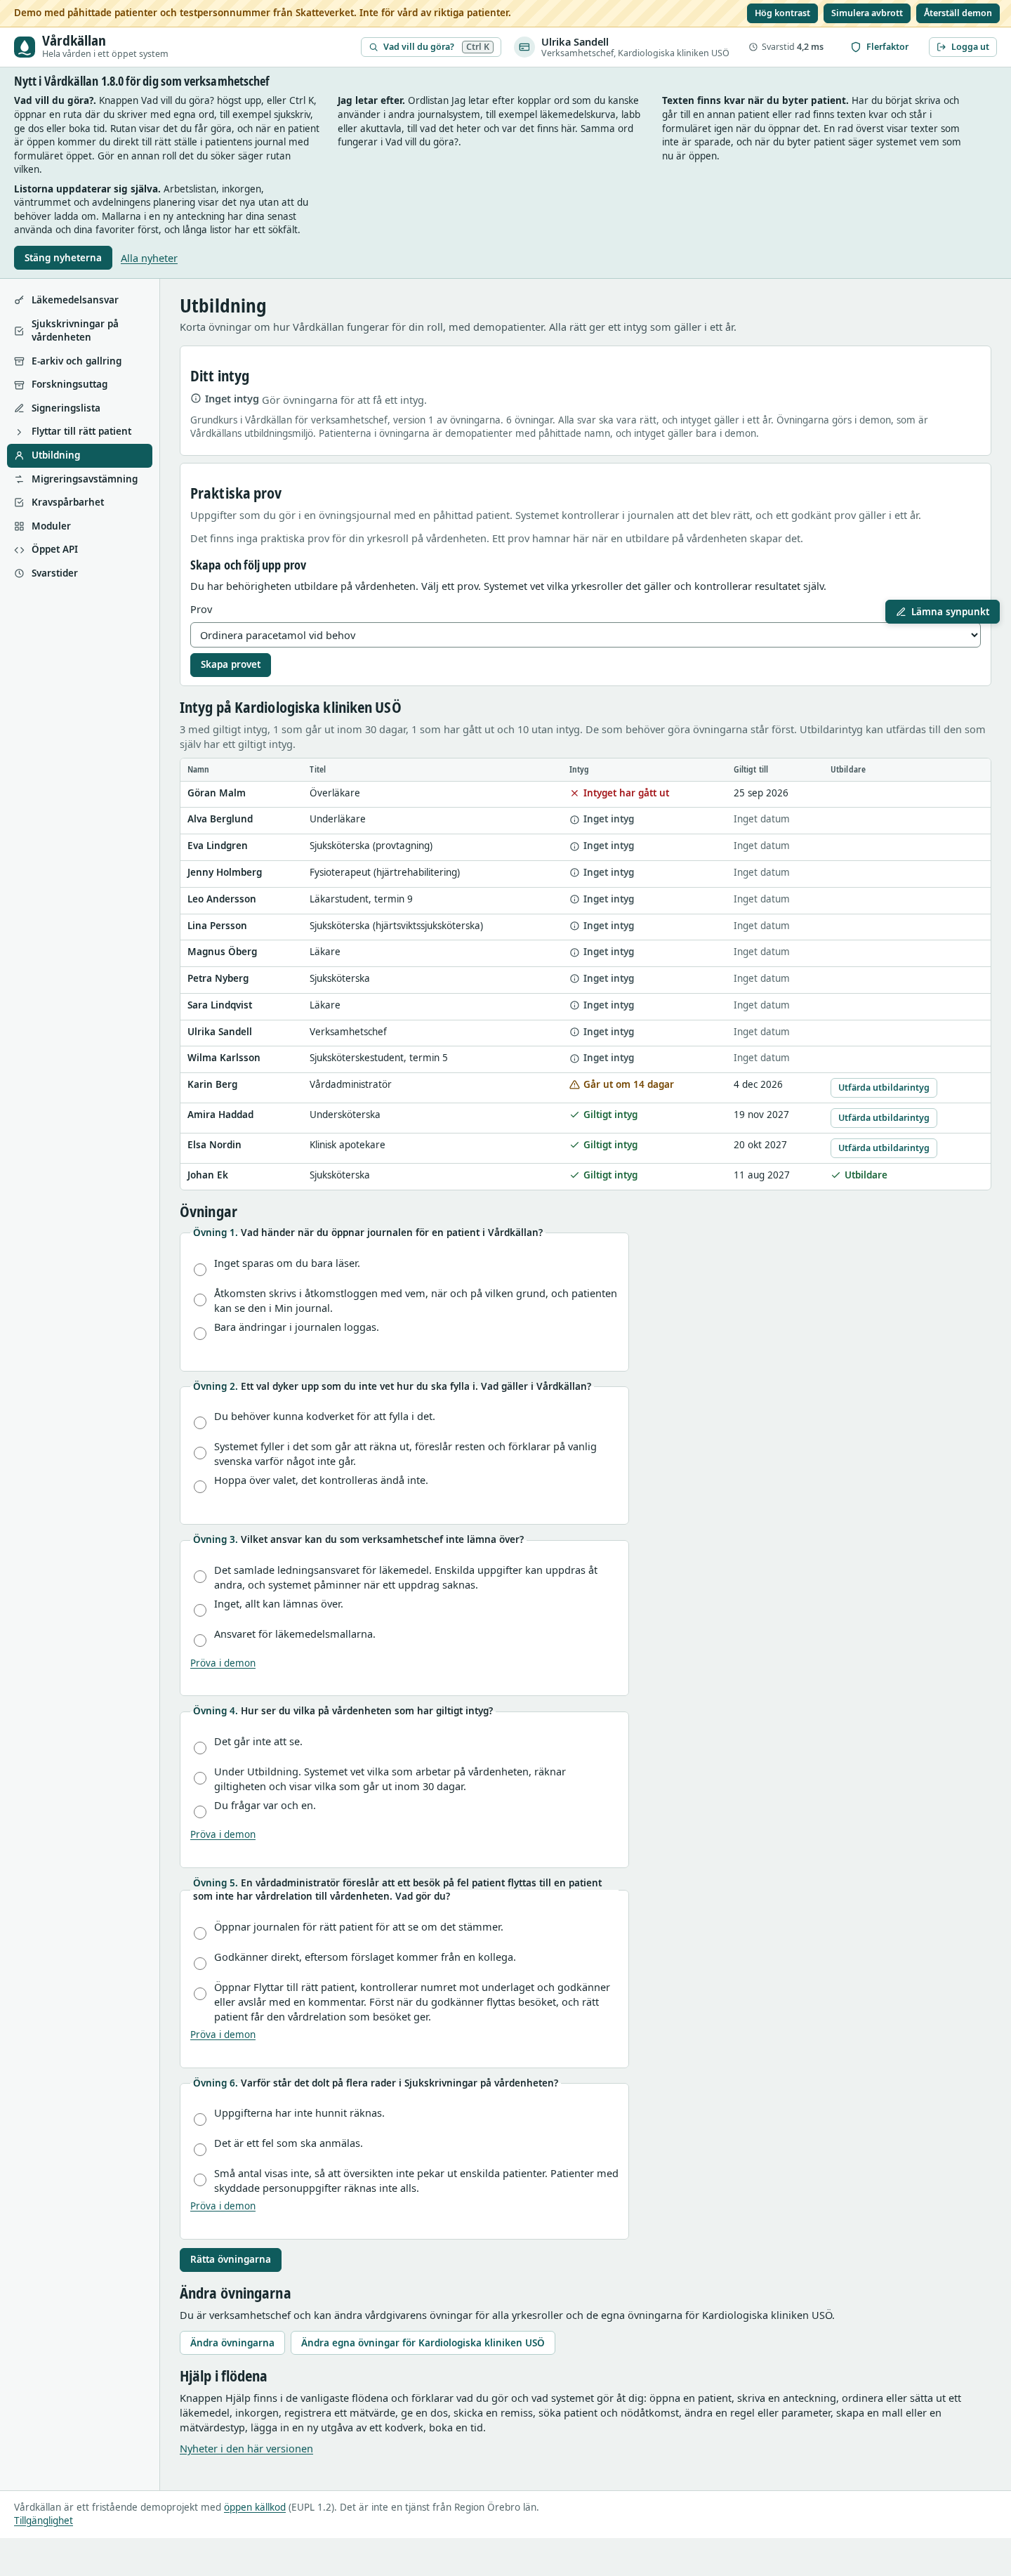 Demo med påhittade patienter och testpersonnummer från Skatteverket. Inte för vård av riktiga patienter.
Hög kontrast
Simulera avbrott
Återställ demon
Vårdkällan
Hela vården i ett öppet system
Vad vill du göra? Ctrl K
Ulrika Sandell
Verksamhetschef, Kardiologiska kliniken USÖ
Svarstid 4,2 ms
Flerfaktor
Logga ut
Nytt i Vårdkällan 1.8.0 för dig som verksamhetschef
Vad vill du göra?. Knappen Vad vill du göra? högst upp, eller Ctrl K,
öppnar en ruta där du skriver med egna ord, till exempel sjukskriv,
ge dos eller boka tid. Rutan visar det du får göra, och när en patient
är öppen kommer du direkt till rätt ställe i patientens journal med
formuläret öppet. Gör en annan roll det du söker säger rutan
vilken.
Jag letar efter. Ordlistan Jag letar efter kopplar ord som du kanske
använder i andra journalsystem, till exempel läkemedelskurva, labb
eller akuttavla, till vad det heter och var det finns här. Samma ord
fungerar i Vad vill du göra?.
Texten finns kvar när du byter patient. Har du börjat skriva och
går till en annan patient eller rad finns texten kvar och står i
formuläret igen när du öppnar det. En rad överst visar texter som
inte är sparade, och när du byter patient säger systemet vem som
nu är öppen.
Listorna uppdaterar sig själva. Arbetslistan, inkorgen,
väntrummet och avdelningens planering visar det nya utan att du
behöver ladda om. Mallarna i en ny anteckning har dina senast
använda och dina favoriter först, och långa listor har ett sökfält.
Stäng nyheterna
Alla nyheter
Läkemedelsansvar
Sjukskrivningar på
vårdenheten
E-arkiv och gallring
Forskningsuttag
Signeringslista
Flyttar till rätt patient
Utbildning
Migreringsavstämning
Kravspårbarhet
Moduler
Öppet API
Svarstider
Utbildning
Korta övningar om hur Vårdkällan fungerar för din roll, med demopatienter. Alla rätt ger ett intyg som gäller i ett år.
Ditt intyg
Inget intyg Gör övningarna för att få ett intyg.
Grundkurs i Vårdkällan för verksamhetschef, version 1 av övningarna. 6 övningar. Alla svar ska vara rätt, och intyget gäller i ett år. Övningarna görs i demon, som är
Vårdkällans utbildningsmiljö. Patienterna i övningarna är demopatienter med påhittade namn, och intyget gäller bara i demon.
Praktiska prov
Uppgifter som du gör i en övningsjournal med en påhittad patient. Systemet kontrollerar i journalen att det blev rätt, och ett godkänt prov gäller i ett år.
Det finns inga praktiska prov för din yrkesroll på vårdenheten. Ett prov hamnar här när en utbildare på vårdenheten skapar det.
Skapa och följ upp prov
Du har behörigheten utbildare på vårdenheten. Välj ett prov. Systemet vet vilka yrkesroller det gäller och kontrollerar resultatet själv.
Prov
Lämna synpunkt
Ordinera paracetamol vid behov
Skapa provet
Intyg på Kardiologiska kliniken USÖ
3 med giltigt intyg, 1 som går ut inom 30 dagar, 1 som har gått ut och 10 utan intyg. De som behöver göra övningarna står först. Utbildarintyg kan utfärdas till den som
själv har ett giltigt intyg.
Namn Titel Intyg Giltigt till Utbildare
Göran Malm Överläkare Intyget har gått ut 25 sep 2026
Alva Berglund Underläkare Inget intyg Inget datum
Eva Lindgren Sjuksköterska (provtagning) Inget intyg Inget datum
Jenny Holmberg Fysioterapeut (hjärtrehabilitering) Inget intyg Inget datum
Leo Andersson Läkarstudent, termin 9 Inget intyg Inget datum
Lina Persson Sjuksköterska (hjärtsviktssjuksköterska) Inget intyg Inget datum
Magnus Öberg Läkare Inget intyg Inget datum
Petra Nyberg Sjuksköterska Inget intyg Inget datum
Sara Lindqvist Läkare Inget intyg Inget datum
Ulrika Sandell Verksamhetschef Inget intyg Inget datum
Wilma Karlsson Sjuksköterskestudent, termin 5 Inget intyg Inget datum
Karin Berg Vårdadministratör Går ut om 14 dagar 4 dec 2026 Utfärda utbildarintyg
Amira Haddad Undersköterska Giltigt intyg 19 nov 2027 Utfärda utbildarintyg
Elsa Nordin Klinisk apotekare Giltigt intyg 20 okt 2027 Utfärda utbildarintyg
Johan Ek Sjuksköterska Giltigt intyg 11 aug 2027 Utbildare
Övningar
Övning 1. Vad händer när du öppnar journalen för en patient i Vårdkällan?
Inget sparas om du bara läser.
Åtkomsten skrivs i åtkomstloggen med vem, när och på vilken grund, och patienten
kan se den i Min journal.
Bara ändringar i journalen loggas.
Övning 2. Ett val dyker upp som du inte vet hur du ska fylla i. Vad gäller i Vårdkällan?
Du behöver kunna kodverket för att fylla i det.
Systemet fyller i det som går att räkna ut, föreslår resten och förklarar på vanlig
svenska varför något inte går.
Hoppa över valet, det kontrolleras ändå inte.
Övning 3. Vilket ansvar kan du som verksamhetschef inte lämna över?
Det samlade ledningsansvaret för läkemedel. Enskilda uppgifter kan uppdras åt
andra, och systemet påminner när ett uppdrag saknas.
Inget, allt kan lämnas över.
Ansvaret för läkemedelsmallarna.
Pröva i demon
Övning 4. Hur ser du vilka på vårdenheten som har giltigt intyg?
Det går inte att se.
Under Utbildning. Systemet vet vilka som arbetar på vårdenheten, räknar
giltigheten och visar vilka som går ut inom 30 dagar.
Du frågar var och en.
Pröva i demon
Övning 5. En vårdadministratör föreslår att ett besök på fel patient flyttas till en patient
som inte har vårdrelation till vårdenheten. Vad gör du?
Öppnar journalen för rätt patient för att se om det stämmer.
Godkänner direkt, eftersom förslaget kommer från en kollega.
Öppnar Flyttar till rätt patient, kontrollerar numret mot underlaget och godkänner
eller avslår med en kommentar. Först när du godkänner flyttas besöket, och rätt
patient får den vårdrelation som besöket ger.
Pröva i demon
Övning 6. Varför står det dolt på flera rader i Sjukskrivningar på vårdenheten?
Uppgifterna har inte hunnit räknas.
Det är ett fel som ska anmälas.
Små antal visas inte, så att översikten inte pekar ut enskilda patienter. Patienter med
skyddade personuppgifter räknas inte alls.
Pröva i demon
Rätta övningarna
Ändra övningarna
Du är verksamhetschef och kan ändra vårdgivarens övningar för alla yrkesroller och de egna övningarna för Kardiologiska kliniken USÖ.
Ändra övningarna
Ändra egna övningar för Kardiologiska kliniken USÖ
Hjälp i flödena
Knappen Hjälp finns i de vanligaste flödena och förklarar vad du gör och vad systemet gör åt dig: öppna en patient, skriva en anteckning, ordinera eller sätta ut ett
läkemedel, inkorgen, registrera ett mätvärde, ge en dos, skicka en remiss, söka patient och nödåtkomst, ändra en regel eller parameter, skapa en mall eller en
mätvärdestyp, lägga in en ny utgåva av ett kodverk, boka en tid.
Nyheter i den här versionen
Vårdkällan är ett fristående demoprojekt med öppen källkod (EUPL 1.2). Det är inte en tjänst från Region Örebro län.
Tillgänglighet